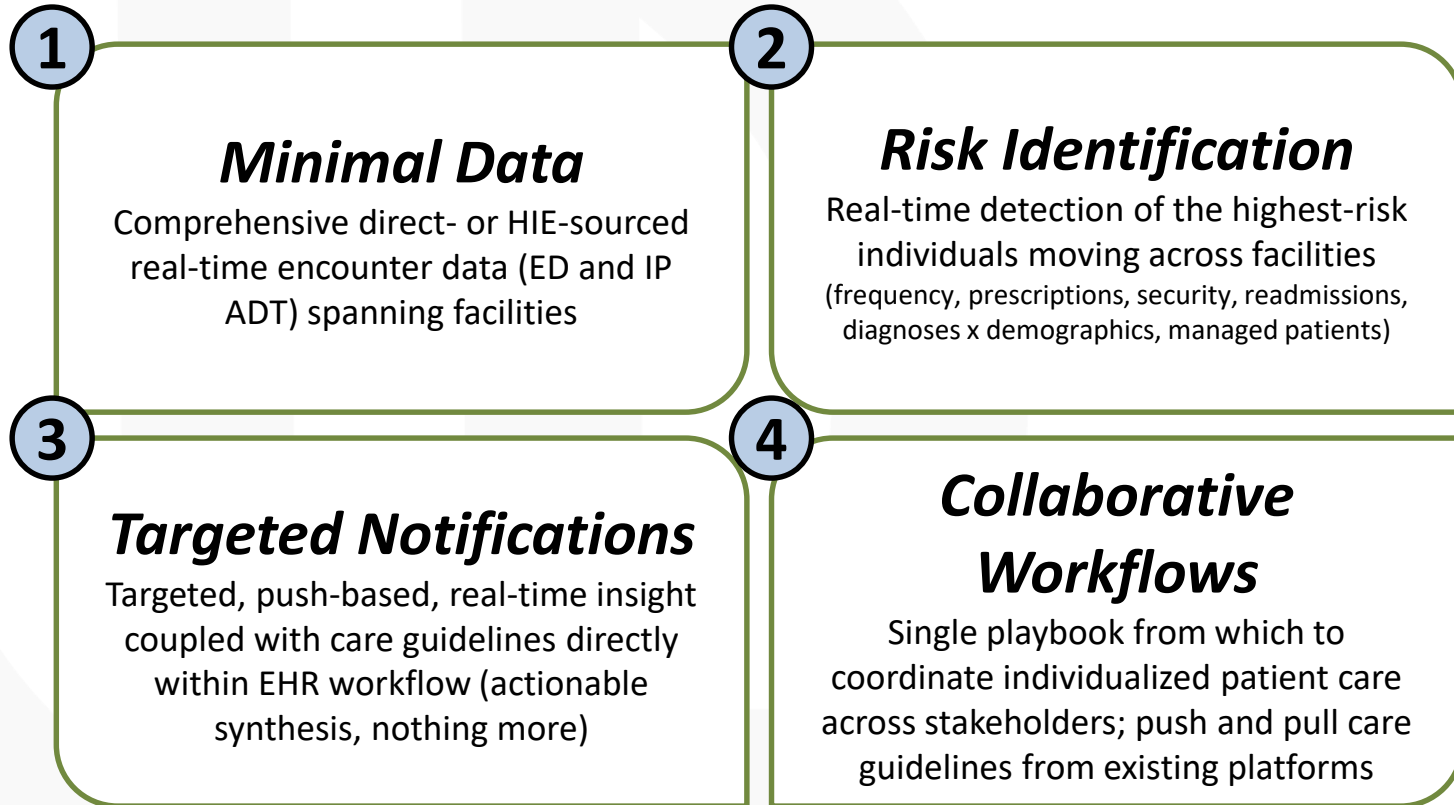 1
Minimal Data
Comprehensive direct- or HIE-sourced
real-time encounter data (ED and IP
ADT) spanning facilities
2
Risk Identification
Real-time detection of the highest-risk
individuals moving across facilities
(frequency, prescriptions, security, readmissions,
diagnoses x demographics, managed patients)
3
Targeted Notifications
Targeted, push-based, real-time insight
coupled with care guidelines directly
within EHR workflow (actionable
synthesis, nothing more)
4
Collaborative
Workflows
Single playbook from which to
coordinate individualized patient care
across stakeholders; push and pull care
guidelines from existing platforms